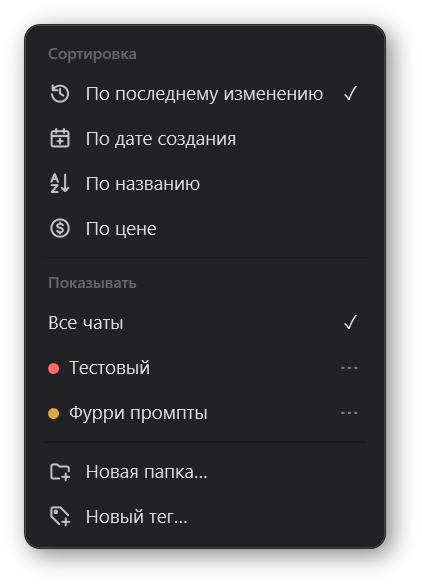 Сортировка
По последнему изменению
По дате создания
По названию
По цене
Показывать
Все чаты
Тестовый
Фурри промпты
Новая папка...
Новый тег...